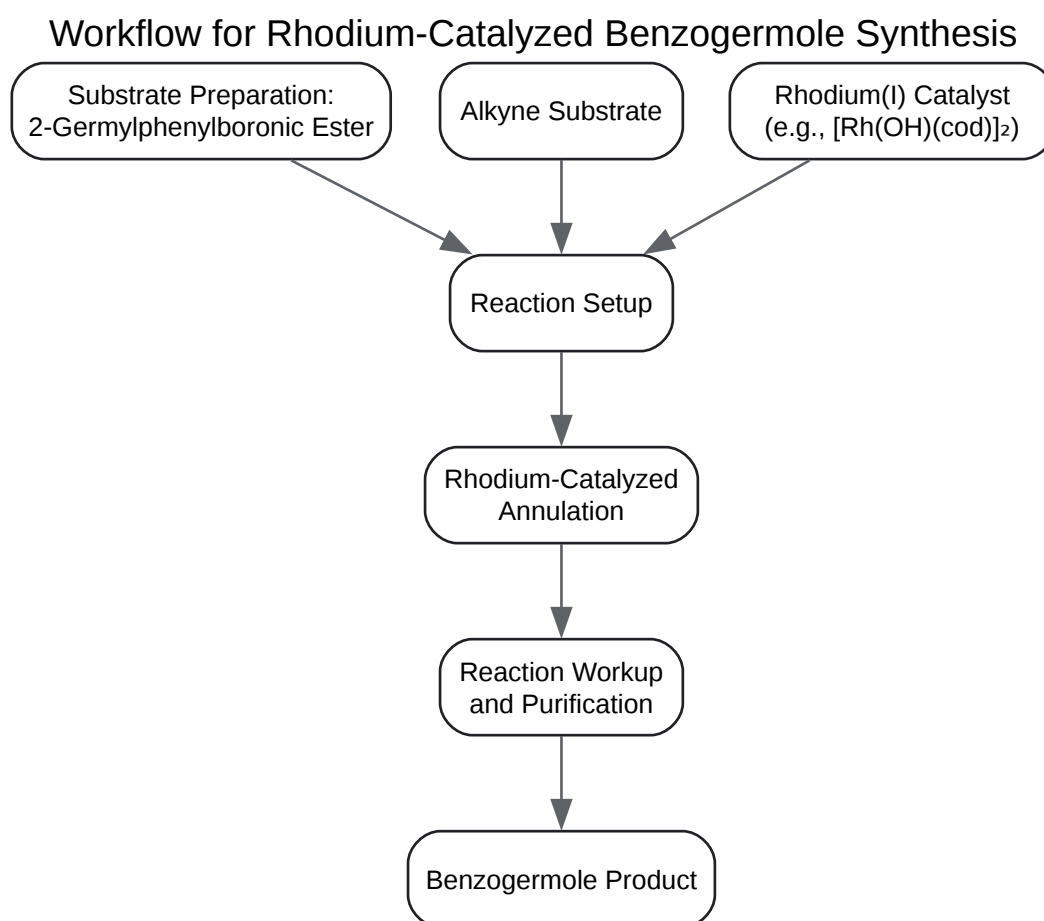 Workflow for Rhodium-Catalyzed Benzogermole Synthesis
Substrate Preparation:
2-Germylphenylboronic Ester
Alkyne Substrate
Rhodium(I) Catalyst
(e.g., [Rh(OH)(cod)]₂)
Reaction Setup
Rhodium-Catalyzed
Annulation
Reaction Workup
and Purification
Benzogermole Product